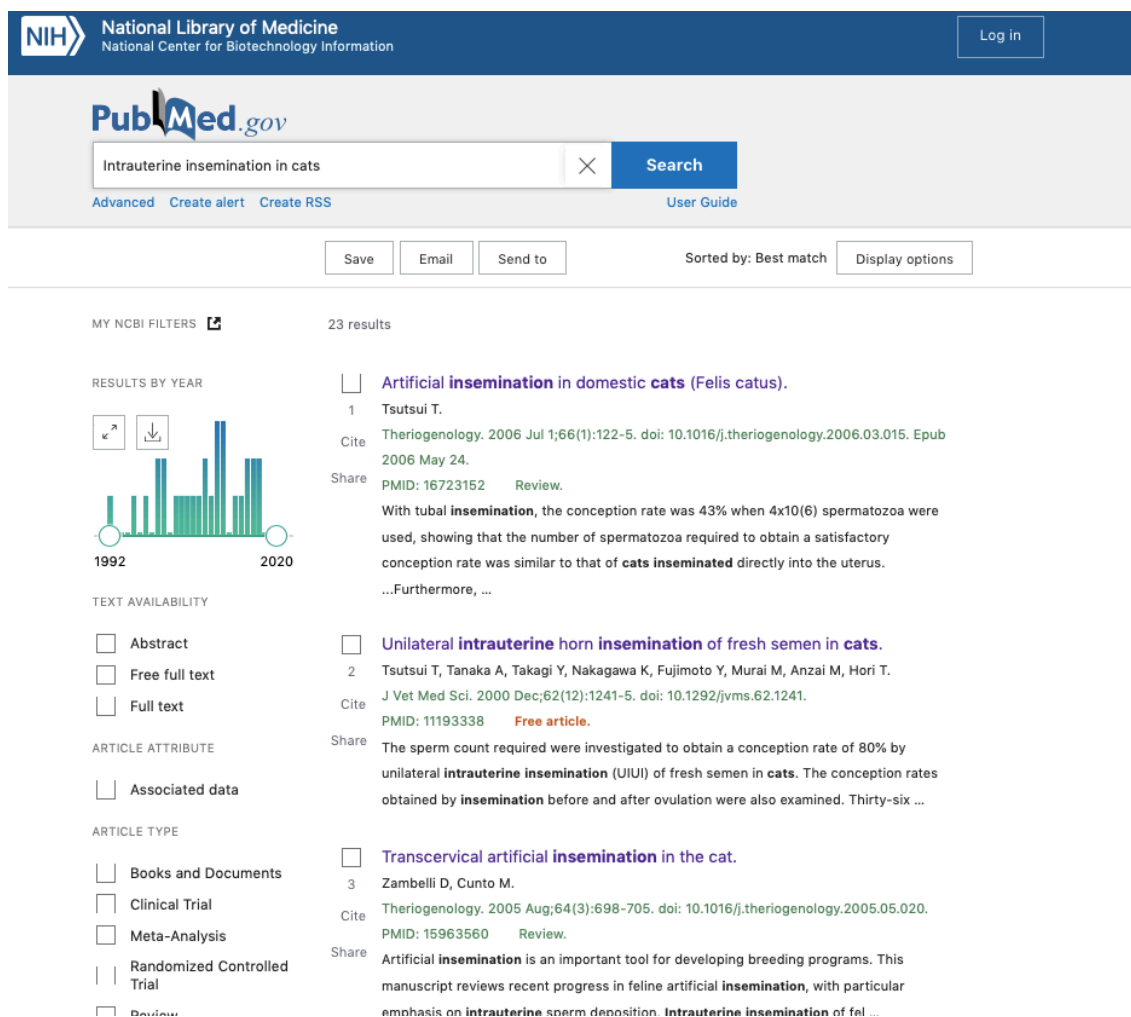 NIH
National Library of Medicine
National Center for Biotechnology Information
Log in
PubMed.gov
Intrauterine insemination in cats
Search
Advanced Create alert Create RSS
User Guide
Save
Email
Send to
Sorted by: Best match
Display options
MY NCBI FILTERS
23 results
RESULTS BY YEAR
1992
2020
TEXT AVAILABILITY
Abstract
Free full text
Full text
ARTICLE ATTRIBUTE
Associated data
ARTICLE TYPE
Books and Documents
Clinical Trial
Meta-Analysis
Randomized Controlled
Trial
Review
Artificial insemination in domestic cats (Felis catus).
1
Cite
Share
Tsutsui T.
Theriogenology. 2006 Jul 1;66(1):122-5. doi: 10.1016/j.theriogenology.2006.03.015. Epub
2006 May 24.
PMID: 16723152 Review.
With tubal insemination, the conception rate was 43% when 4x10(6) spermatozoa were
used, showing that the number of spermatozoa required to obtain a satisfactory
conception rate was similar to that of cats inseminated directly into the uterus.
...Furthermore, ...
Unilateral intrauterine horn insemination of fresh semen in cats.
2
Cite
Share
Tsutsui T, Tanaka A, Takagi Y, Nakagawa K, Fujimoto Y, Murai M, Anzai M, Hori T.
J Vet Med Sci. 2000 Dec;62(12):1241-5. doi: 10.1292/jvms.62.1241.
PMID: 11193338 Free article.
The sperm count required were investigated to obtain a conception rate of 80% by
unilateral intrauterine insemination (UIUI) of fresh semen in cats. The conception rates
obtained by insemination before and after ovulation were also examined. Thirty-six ...
Transcervical artificial insemination in the cat.
3
Cite
Share
Zambelli D, Cunto M.
Theriogenology. 2005 Aug;64(3):698-705. doi: 10.1016/j.theriogenology.2005.05.020.
PMID: 15963560 Review.
Artificial insemination is an important tool for developing breeding programs. This
manuscript reviews recent progress in feline artificial insemination, with particular
emphasis on intrauterine sperm deposition. Intrauterine insemination of fel ...